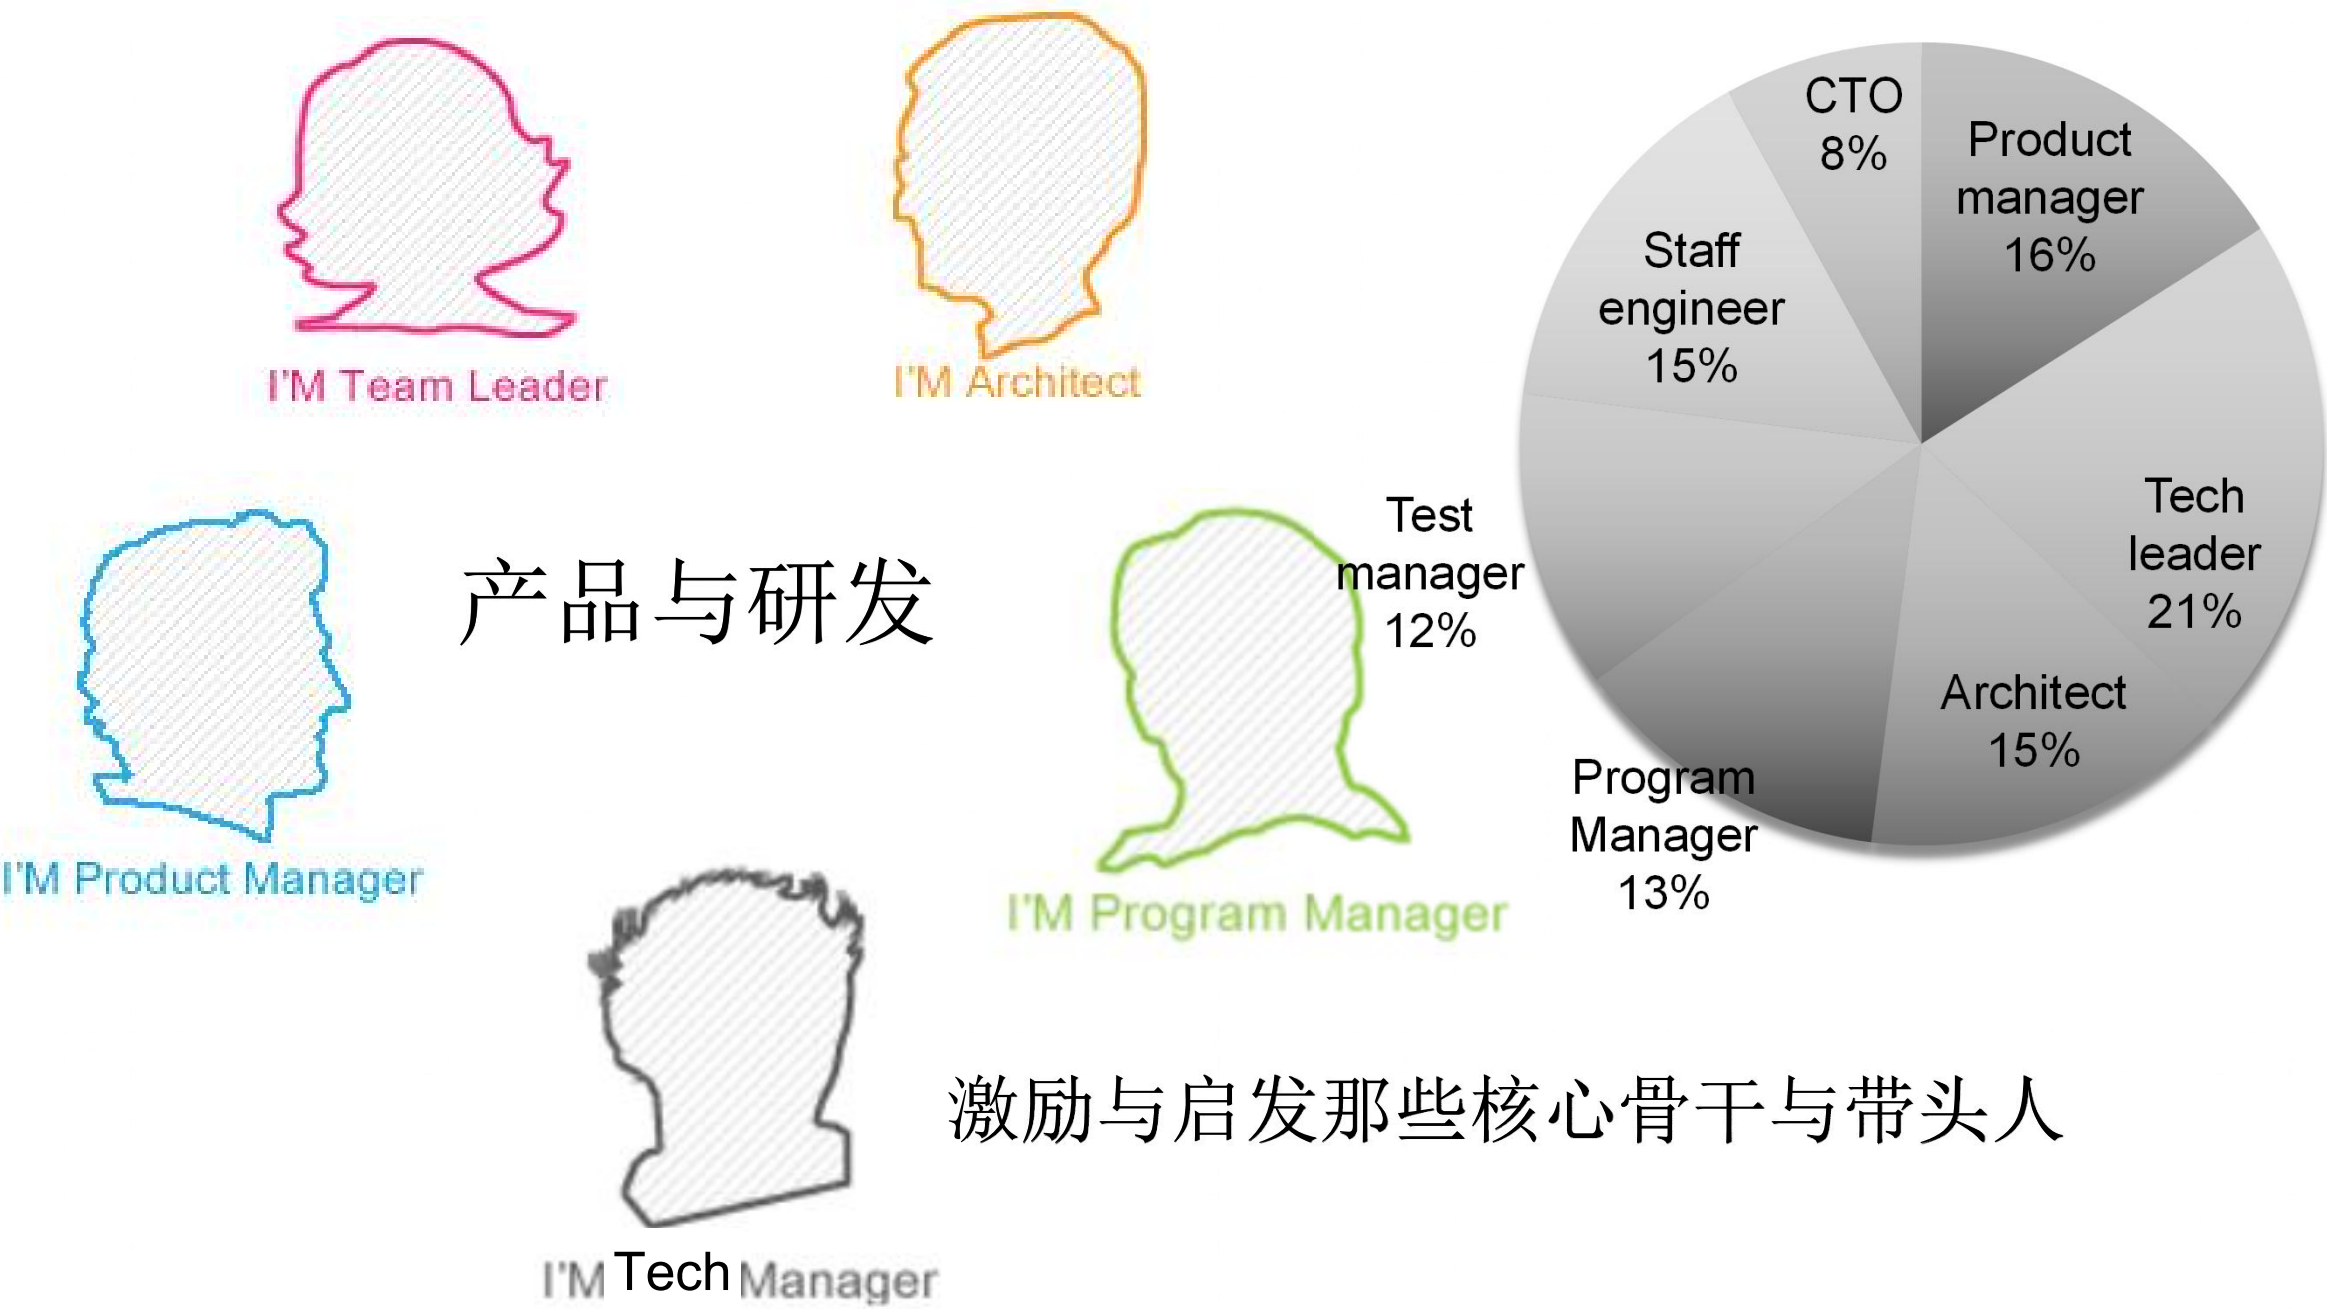 I'M Team Leader
I'M Architect
CTO
8%
Product
manager
16%
Staff
engineer
15%
Tech
leader
21%
Test
manager
12%
Architect
15%
Program
Manager
13%
产品与研发
I'M Product Manager
I'M Program Manager
激励与启发那些核心骨干与带头人
I'M Tech Manager